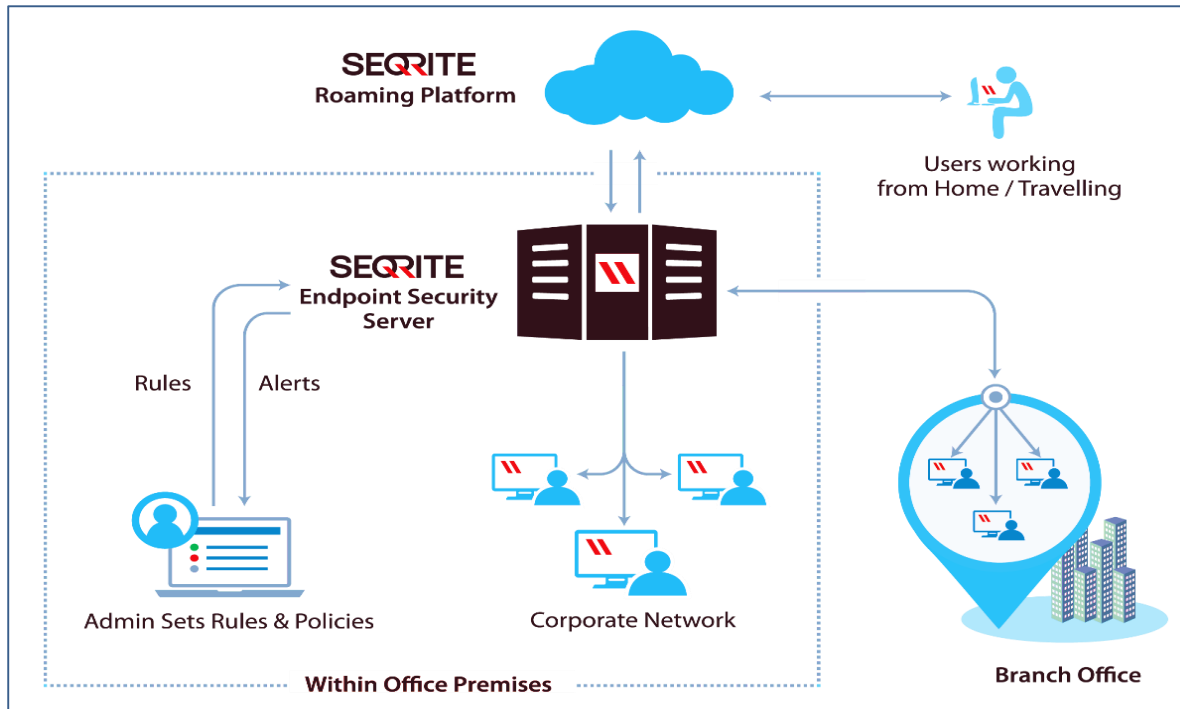 SEQRITE
Roaming Platform
Users working
from Home / Travelling
SEQRITE
Endpoint Security
Server
Rules
Alerts
Admin Sets Rules & Policies
Corporate Network
Within Office Premises
Branch Office